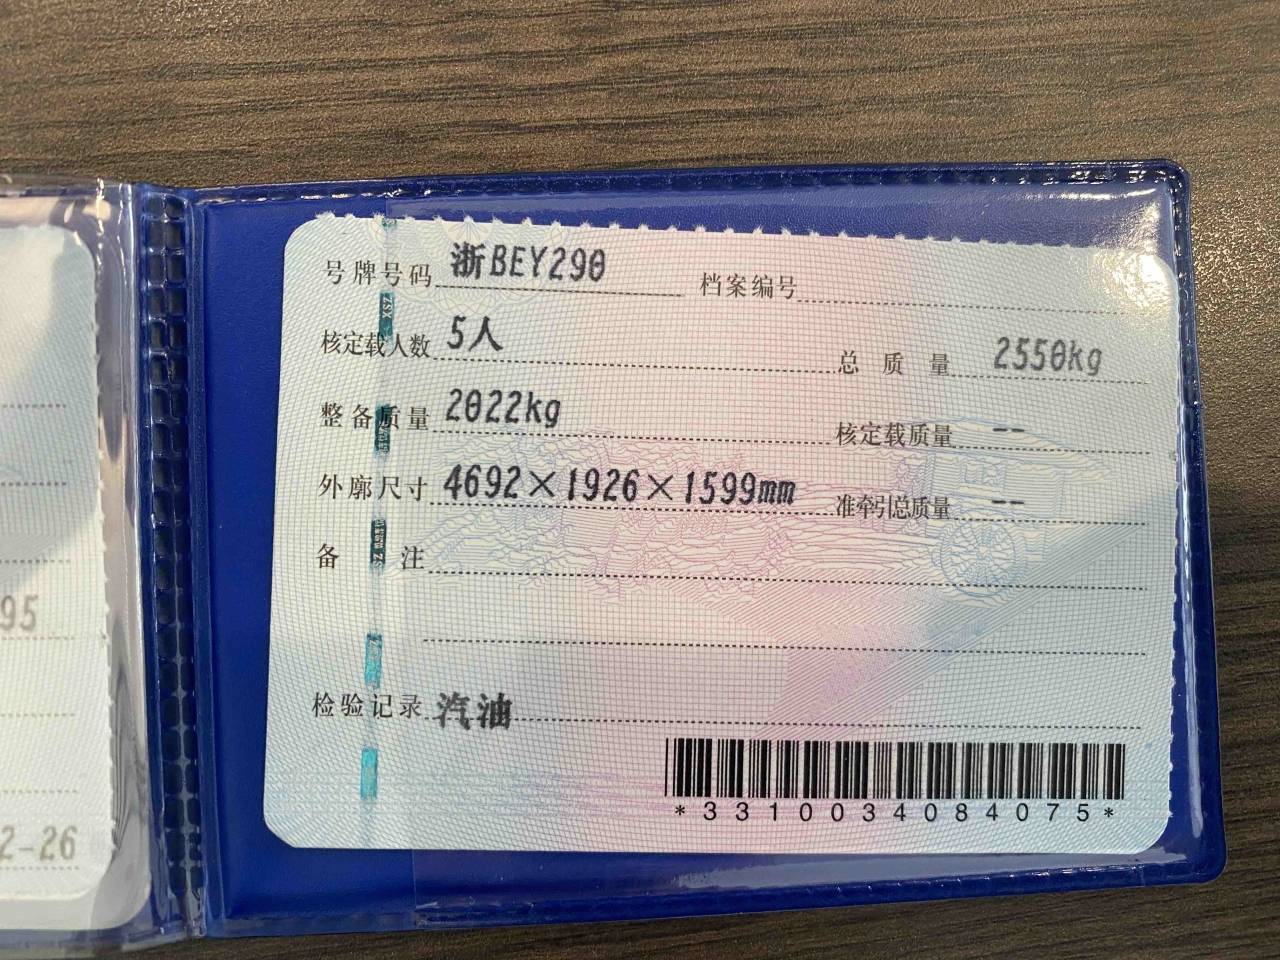 号牌号码 浙BEY290 档案编号
核定载人数 5人 总质量 2550kg
整备质量 2022kg 核定载质量 --
外廓尺寸 4692×1926×1599mm 准牵引总质量 --
备注
检验记录 汽油
*3310034084075*
95
2-26